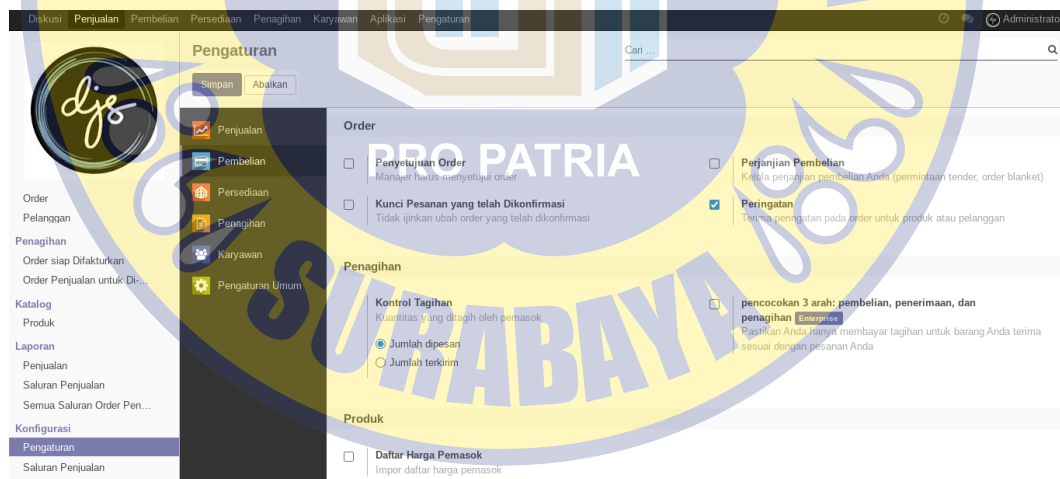 Diskusi Penjualan Pembelian Persediaan Penagihan Karyawan Aplikasi Pengaturan Administrato
djs
Order
Pelanggan
Penagihan
Order siap Difakturkan
Order Penjualan untuk Di-...
Katalog
Produk
Laporan
Penjualan
Saluran Penjualan
Semua Saluran Order Pen...
Konfigurasi
Pengaturan
Saluran Penjualan
Pengaturan
Cari ...
Simpan Abaikan
Penjualan
Pembelian
Persediaan
Penagihan
Karyawan
Pengaturan Umum
Order
Penyetujuan Order
Manajer harus menyetujui order
Perjanjian Pembelian
Kelola perjanjian pembelian Anda (permintaan tender, order blanket)
Kunci Pesanan yang telah Dikonfirmasi
Tidak ijinkan ubah order yang telah dikonfirmasi
Peringatan
Terima peringatan pada order untuk produk atau pelanggan
Penagihan
Kontrol Tagihan
Kuantitas yang ditagih oleh pemasok
Jumlah dipesan
Jumlah terkirim
pencocokan 3 arah: pembelian, penerimaan, dan
penagihan Enterprise
Pastikan Anda hanya membayar tagihan untuk barang Anda terima
sesuai dengan pesanan Anda
Produk
Daftar Harga Pemasok
Impor daftar harga pemasok
PRO PATRIA
SURABAYA